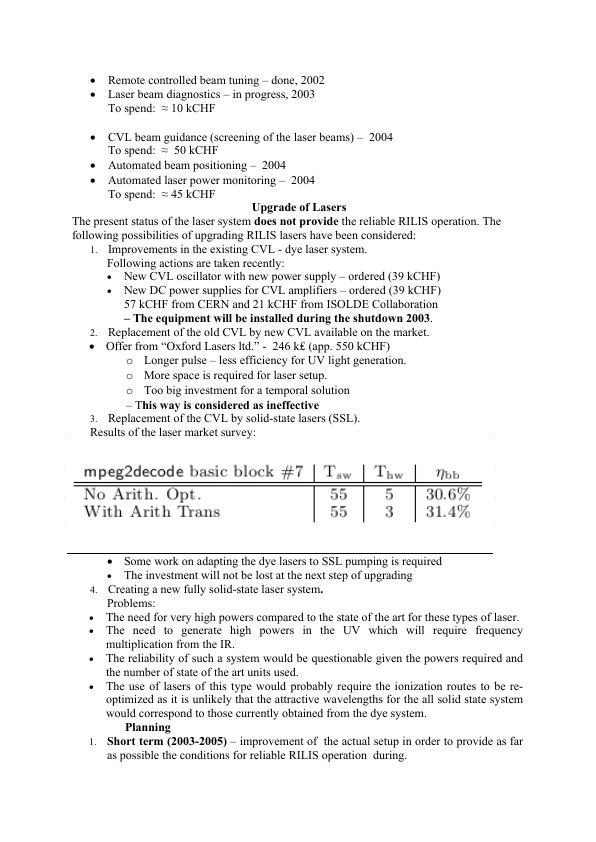 • Remote controlled beam tuning – done, 2002
• Laser beam diagnostics – in progress, 2003
To spend: ≈ 10 kCHF
• CVL beam guidance (screening of the laser beams) – 2004
To spend: ≈ 50 kCHF
• Automated beam positioning – 2004
• Automated laser power monitoring – 2004
To spend: ≈ 45 kCHF
Upgrade of Lasers
The present status of the laser system does not provide the reliable RILIS operation. The
following possibilities of upgrading RILIS lasers have been considered:
1. Improvements in the existing CVL - dye laser system.
Following actions are taken recently:
• New CVL oscillator with new power supply – ordered (39 kCHF)
• New DC power supplies for CVL amplifiers – ordered (39 kCHF)
57 kCHF from CERN and 21 kCHF from ISOLDE Collaboration
– The equipment will be installed during the shutdown 2003.
2. Replacement of the old CVL by new CVL available on the market.
• Offer from “Oxford Lasers ltd.” - 246 k£ (app. 550 kCHF)
o Longer pulse – less efficiency for UV light generation.
o More space is required for laser setup.
o Too big investment for a temporal solution
– This way is considered as ineffective
3. Replacement of the CVL by solid-state lasers (SSL).
Results of the laser market survey:
mpeg2decode basic block #7 | Tsw | Thw | ηbb
No Arith. Opt. | 55 | 5 | 30.6%
With Arith Trans | 55 | 3 | 31.4%
• Some work on adapting the dye lasers to SSL pumping is required
• The investment will not be lost at the next step of upgrading
4. Creating a new fully solid-state laser system.
Problems:
• The need for very high powers compared to the state of the art for these types of laser.
• The need to generate high powers in the UV which will require frequency
multiplication from the IR.
• The reliability of such a system would be questionable given the powers required and
the number of state of the art units used.
• The use of lasers of this type would probably require the ionization routes to be re-
optimized as it is unlikely that the attractive wavelengths for the all solid state system
would correspond to those currently obtained from the dye system.
Planning
1. Short term (2003-2005) – improvement of the actual setup in order to provide as far
as possible the conditions for reliable RILIS operation during.